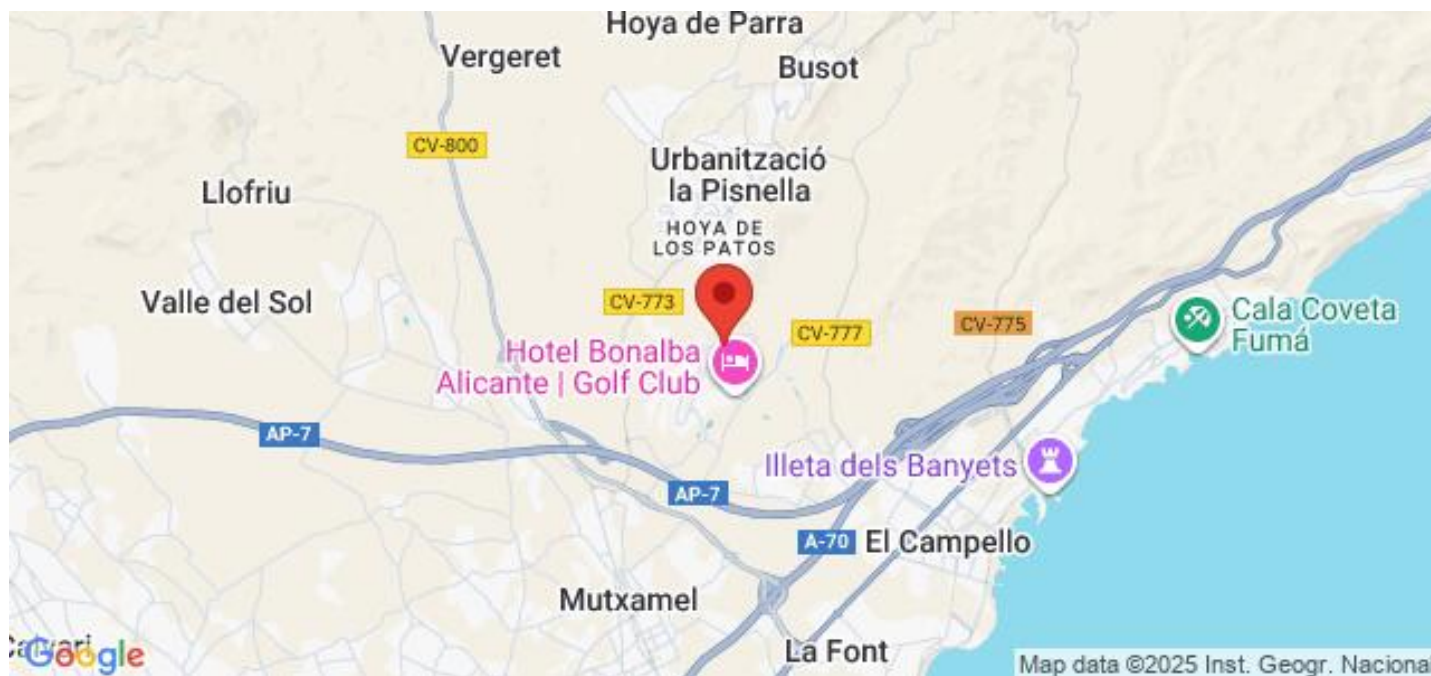 Hoya de Parra
Vergeret
Busot
CV-800
Urbanització
la Pisnella
Llofriu
HOYA DE
LOS PATOS
Valle del Sol
CV-773
CV-777
CV-775
Cala Coveta
Fumá
Hotel Bonalba
Alicante | Golf Club
AP-7
Illeta dels Banyets
AP-7
A-70
El Campello
Mutxamel
La Font
Google
Map data ©2025 Inst. Geogr. Nacional